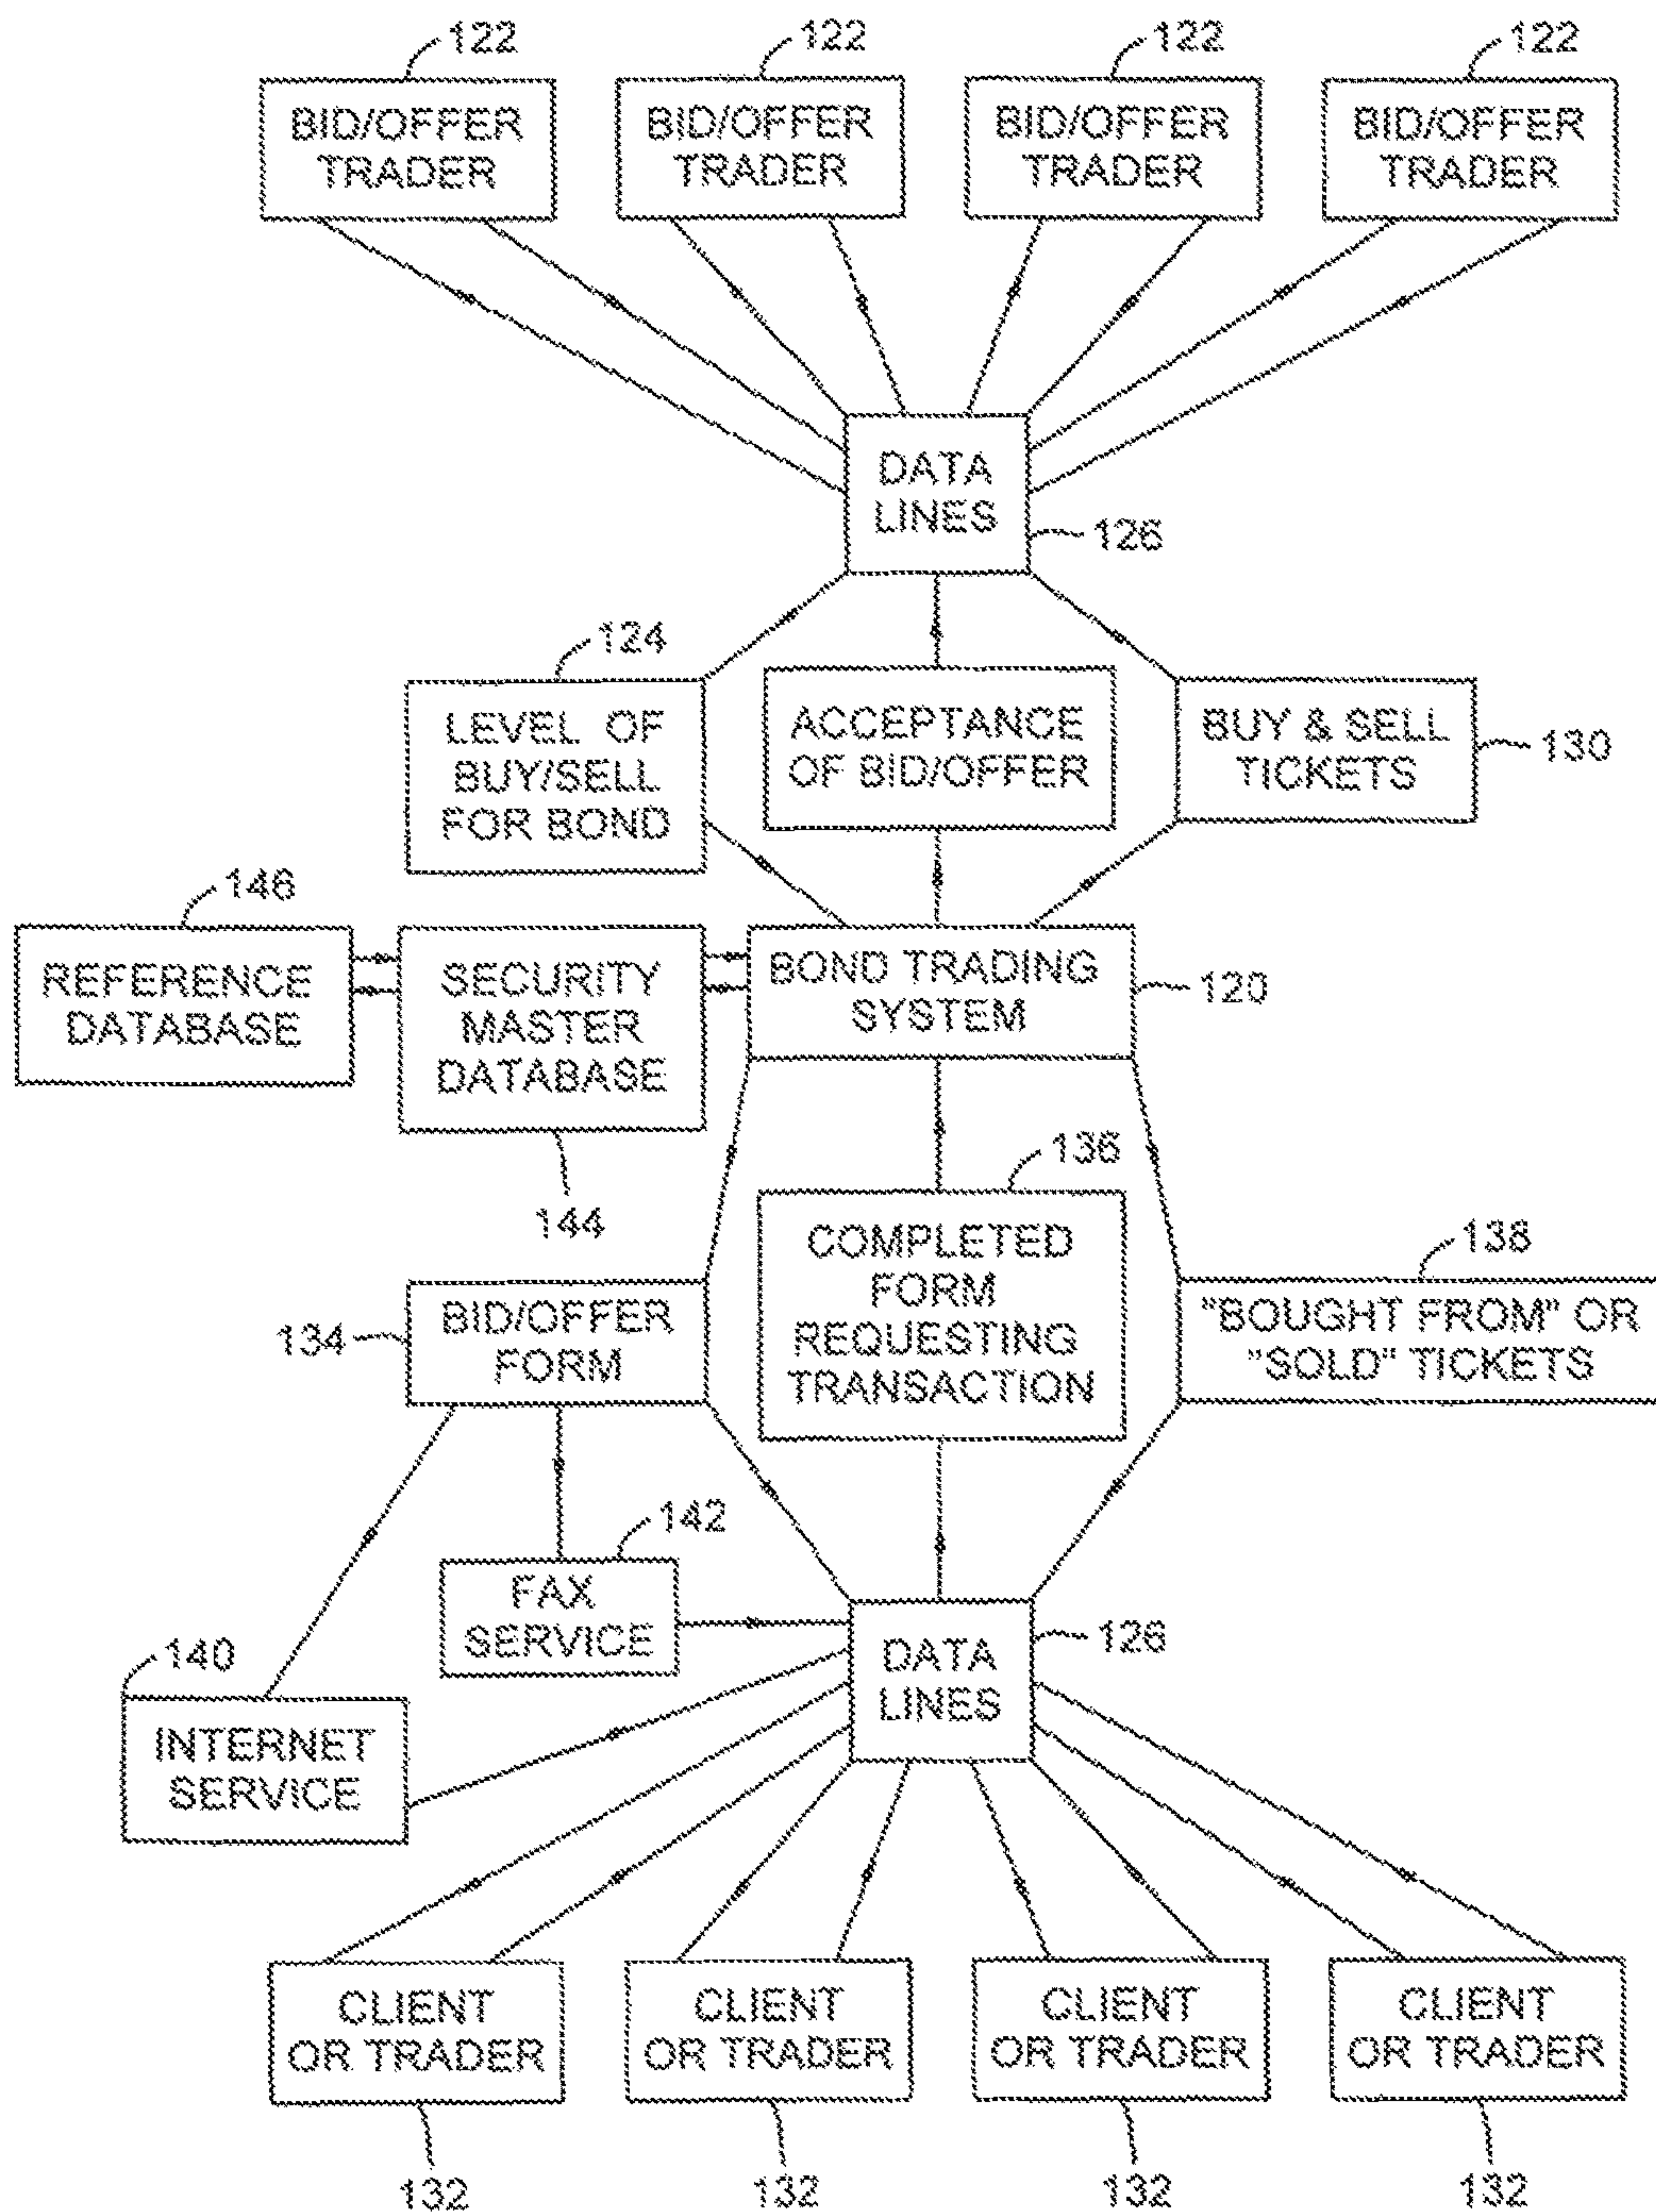 122
122
122
122
BID/OFFER
TRADER
BID/OFFER
TRADER
BID/OFFER
TRADER
BID/OFFER
TRADER
DATA
LINES
126
124
LEVEL OF
BUY/SELL
FOR BOND
ACCEPTANCE
OF BID/OFFER
BUY & SELL
TICKETS
130
146
REFERENCE
DATABASE
SECURITY
MASTER
DATABASE
144
BOND TRADING
SYSTEM
120
136
COMPLETED
FORM
REQUESTING
TRANSACTION
138
"BOUGHT FROM" OR
"SOLD" TICKETS
134
BID/OFFER
FORM
142
FAX
SERVICE
140
INTERNET
SERVICE
DATA
LINES
126
CLIENT
OR TRADER
CLIENT
OR TRADER
CLIENT
OR TRADER
CLIENT
OR TRADER
132
132
132
132